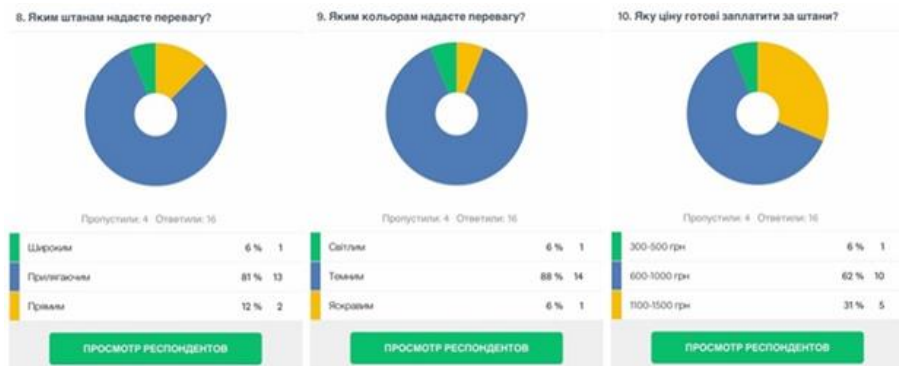 8. Яким штанам надаєте перевагу?
Пропустили: 4 Ответили: 16
Широким 6 % 1
Прилягаючим 81 % 13
Прямим 12 % 2
ПРОСМОТР РЕСПОНДЕНТОВ
9. Яким кольорам надаєте перевагу?
Пропустили: 4 Ответили: 16
Світлим 6 % 1
Темним 88 % 14
Яскравим 6 % 1
ПРОСМОТР РЕСПОНДЕНТОВ
10. Яку ціну готові заплатити за штани?
Пропустили: 4 Ответили: 16
300-500 грн 6 % 1
600-1000 грн 62 % 10
1100-1500 грн 31 % 5
ПРОСМОТР РЕСПОНДЕНТОВ